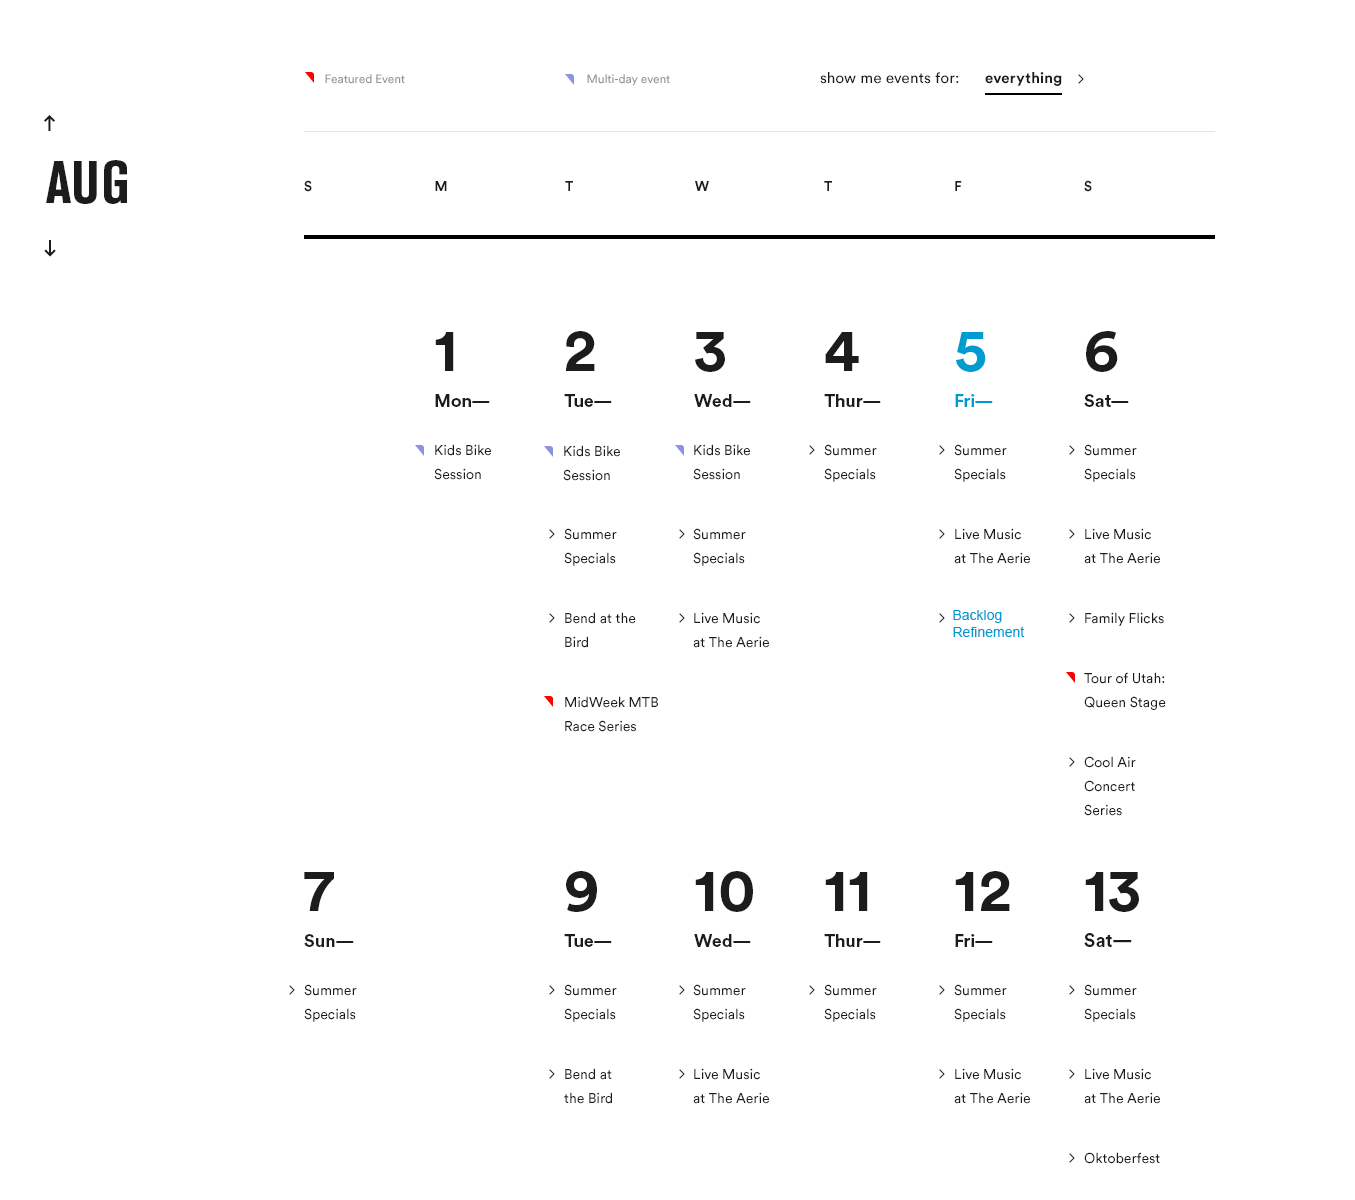 Featured Event
Multi-day event
show me events for: everything
AUG
S M T W T F S
1
Mon—
Kids Bike
Session
2
Tue—
Kids Bike
Session
Summer
Specials
Bend at the
Bird
MidWeek MTB
Race Series
3
Wed—
Kids Bike
Session
Summer
Specials
Live Music
at The Aerie
4
Thur—
Summer
Specials
5
Fri—
Summer
Specials
Live Music
at The Aerie
Backlog
Refinement
6
Sat—
Summer
Specials
Live Music
at The Aerie
Family Flicks
Tour of Utah:
Queen Stage
Cool Air
Concert
Series
7
Sun—
Summer
Specials
9
Tue—
Summer
Specials
Bend at
the Bird
10
Wed—
Summer
Specials
Live Music
at The Aerie
11
Thur—
Summer
Specials
12
Fri—
Summer
Specials
Live Music
at The Aerie
13
Sat—
Summer
Specials
Live Music
at The Aerie
Oktoberfest